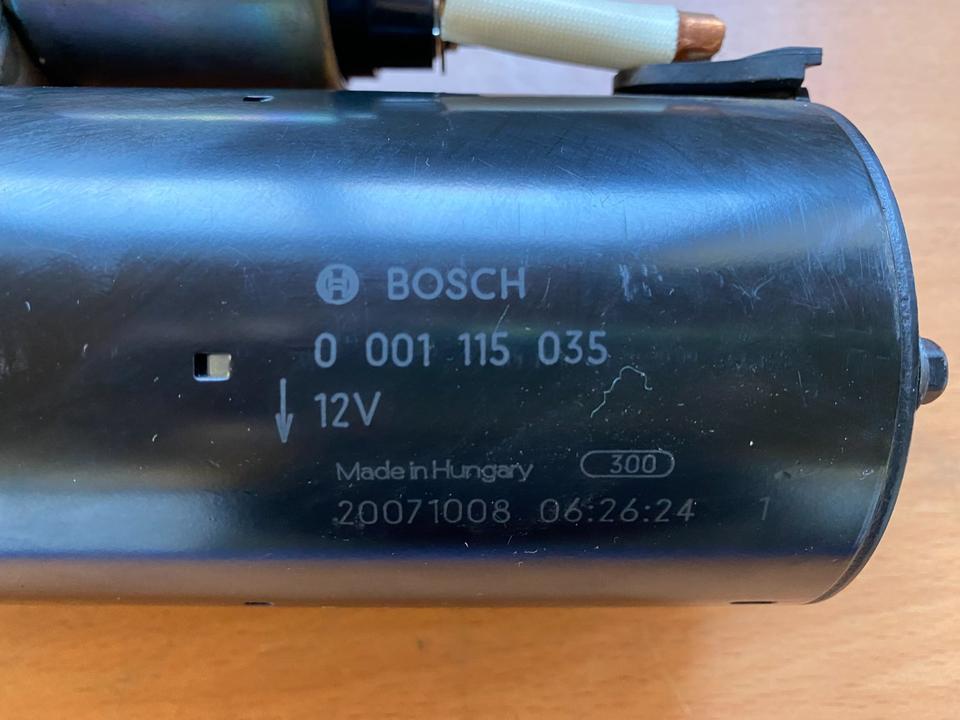 BOSCH
0 001 115 035
12V
Made in Hungary 300
20071008 06:26:24 1